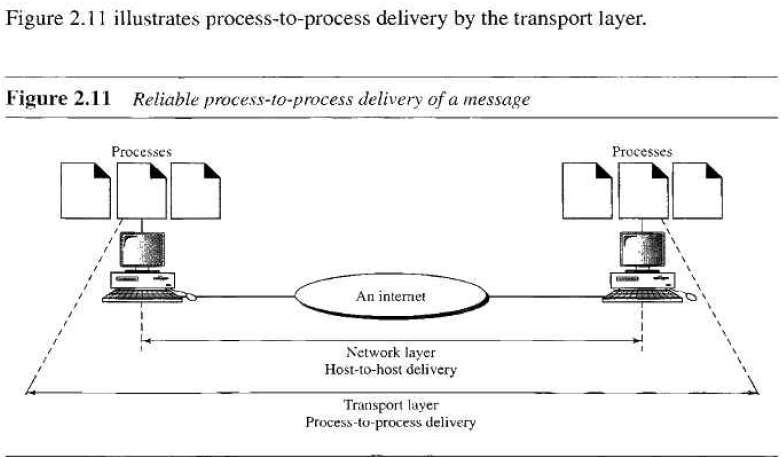 Figure 2.11 illustrates process-to-process delivery by the transport layer.
Figure 2.11 Reliable process-to-process delivery of a message
Processes
Processes
An internet
Network layer
Host-to-host delivery
Transport layer
Process-to-process delivery